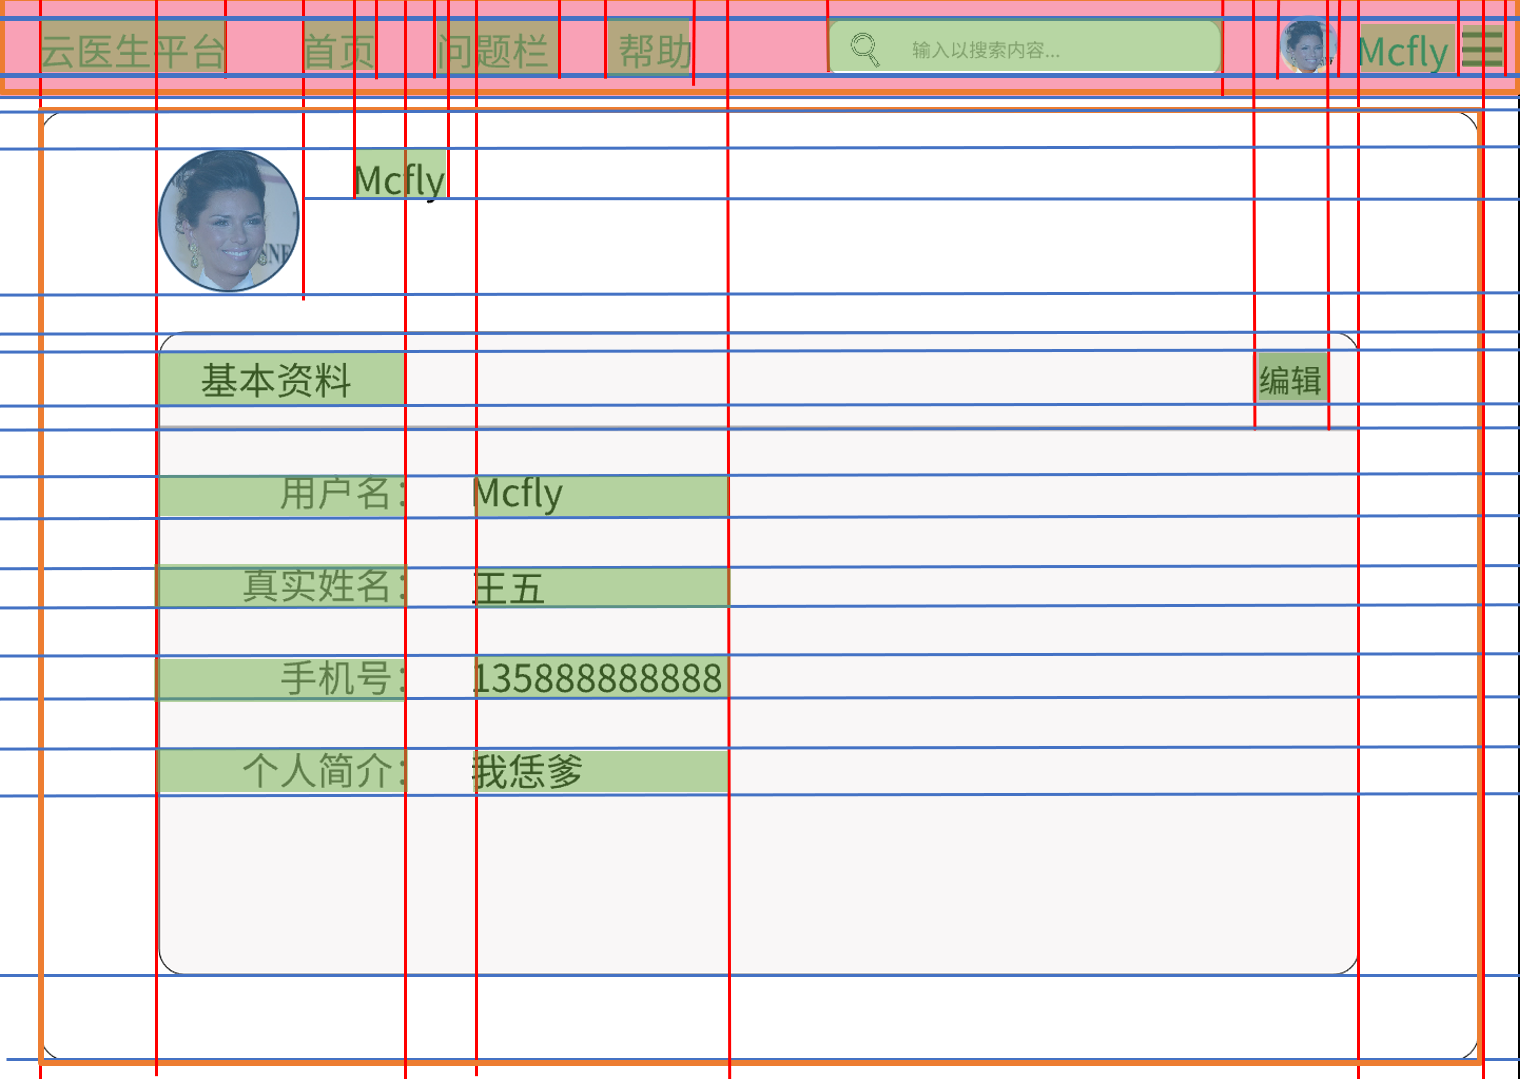 云医生平台 首页 问题栏 帮助 输入以搜索内容... Mcfly
Mcfly
基本资料 编辑
用户名： Mcfly
真实姓名： 王五
手机号： 135888888888
个人简介： 我恁爹